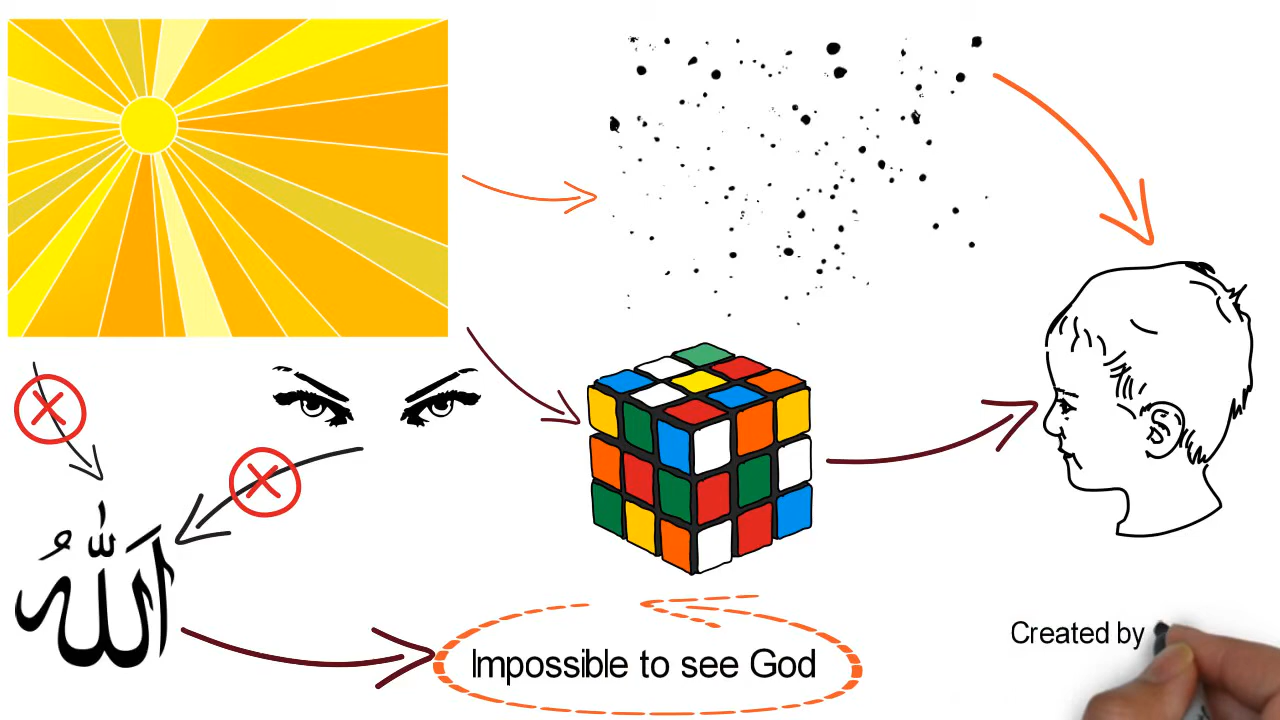 اللهُ
Impossible to see God
Created by